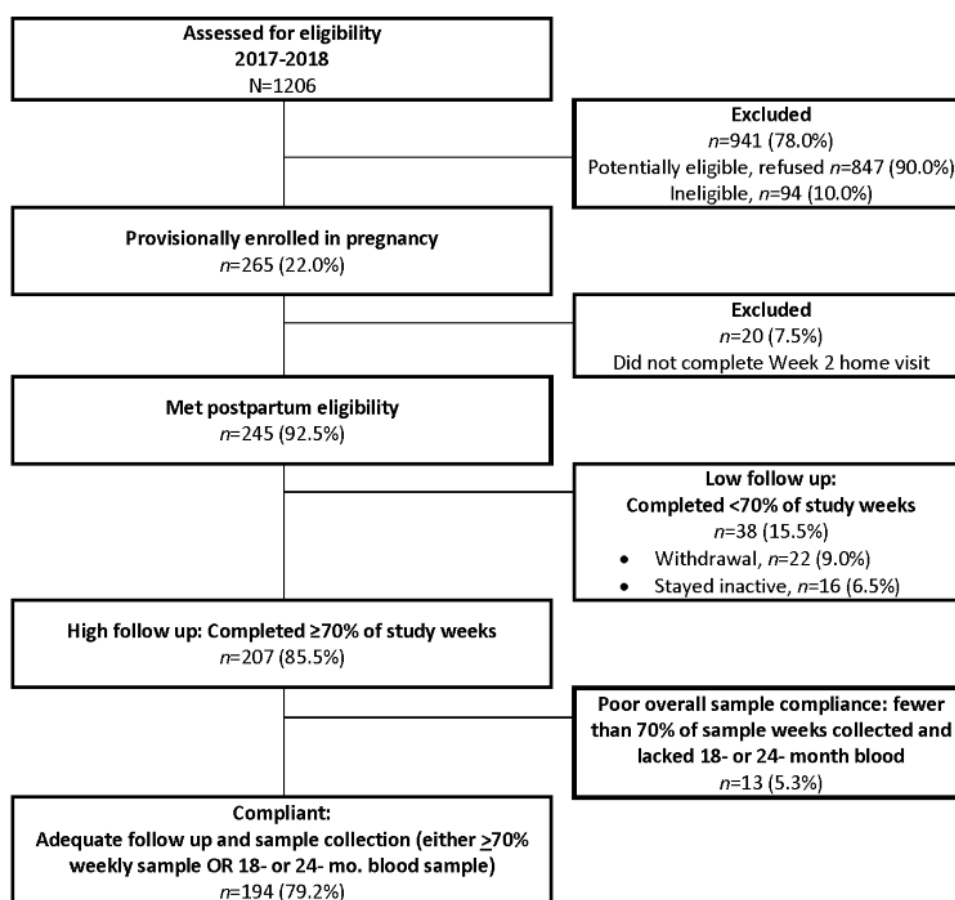 Assessed for eligibility
2017-2018
N=1206
Excluded
n=941 (78.0%)
Potentially eligible, refused n=847 (90.0%)
Ineligible, n=94 (10.0%)
Provisionally enrolled in pregnancy
n=265 (22.0%)
Excluded
n=20 (7.5%)
Did not complete Week 2 home visit
Met postpartum eligibility
n=245 (92.5%)
Low follow up:
Completed <70% of study weeks
n=38 (15.5%)
• Withdrawal, n=22 (9.0%)
• Stayed inactive, n=16 (6.5%)
High follow up: Completed ≥70% of study weeks
n=207 (85.5%)
Poor overall sample compliance: fewer
than 70% of sample weeks collected and
lacked 18- or 24- month blood
n=13 (5.3%)
Compliant:
Adequate follow up and sample collection (either ≥70%
weekly sample OR 18- or 24- mo. blood sample)
n=194 (79.2%)